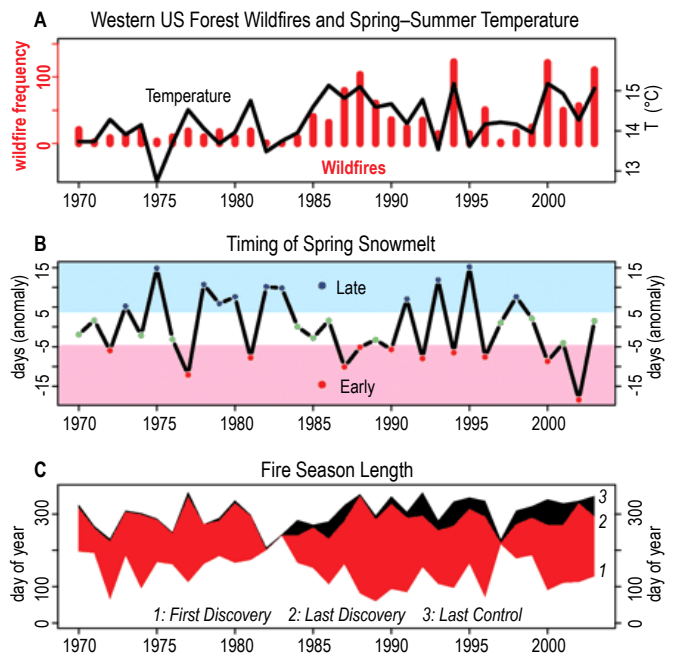 A Western US Forest Wildfires and Spring–Summer Temperature
wildfire frequency
100
0
Temperature
Wildfires
15
14
13
T (°C)
1970 1975 1980 1985 1990 1995 2000
B Timing of Spring Snowmelt
days (anomaly)
15
5
-5
-15
Late
Early
15
5
-5
-15
days (anomaly)
1970 1975 1980 1985 1990 1995 2000
C Fire Season Length
day of year
300
100
0
3
2
1
1: First Discovery 2: Last Discovery 3: Last Control
300
100
0
day of year
1970 1975 1980 1985 1990 1995 2000